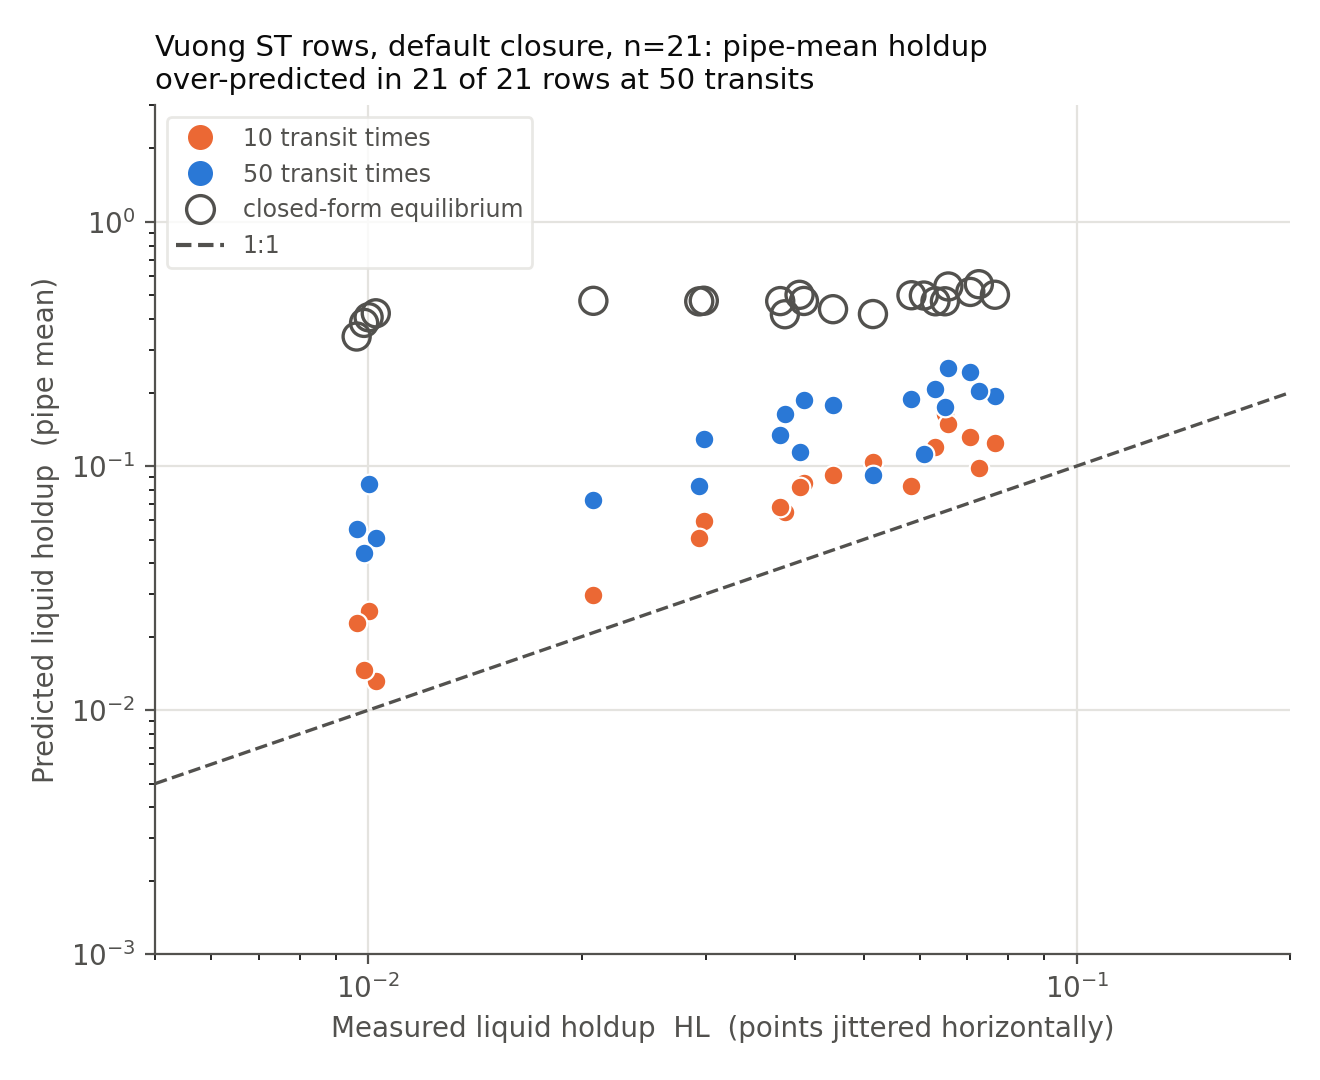 Vuong ST rows, default closure, n=21: pipe-mean holdup
over-predicted in 21 of 21 rows at 50 transits
10 transit times
50 transit times
closed-form equilibrium
1:1
Predicted liquid holdup (pipe mean)
10⁰
10⁻¹
10⁻²
10⁻³
10⁻²
10⁻¹
Measured liquid holdup HL (points jittered horizontally)